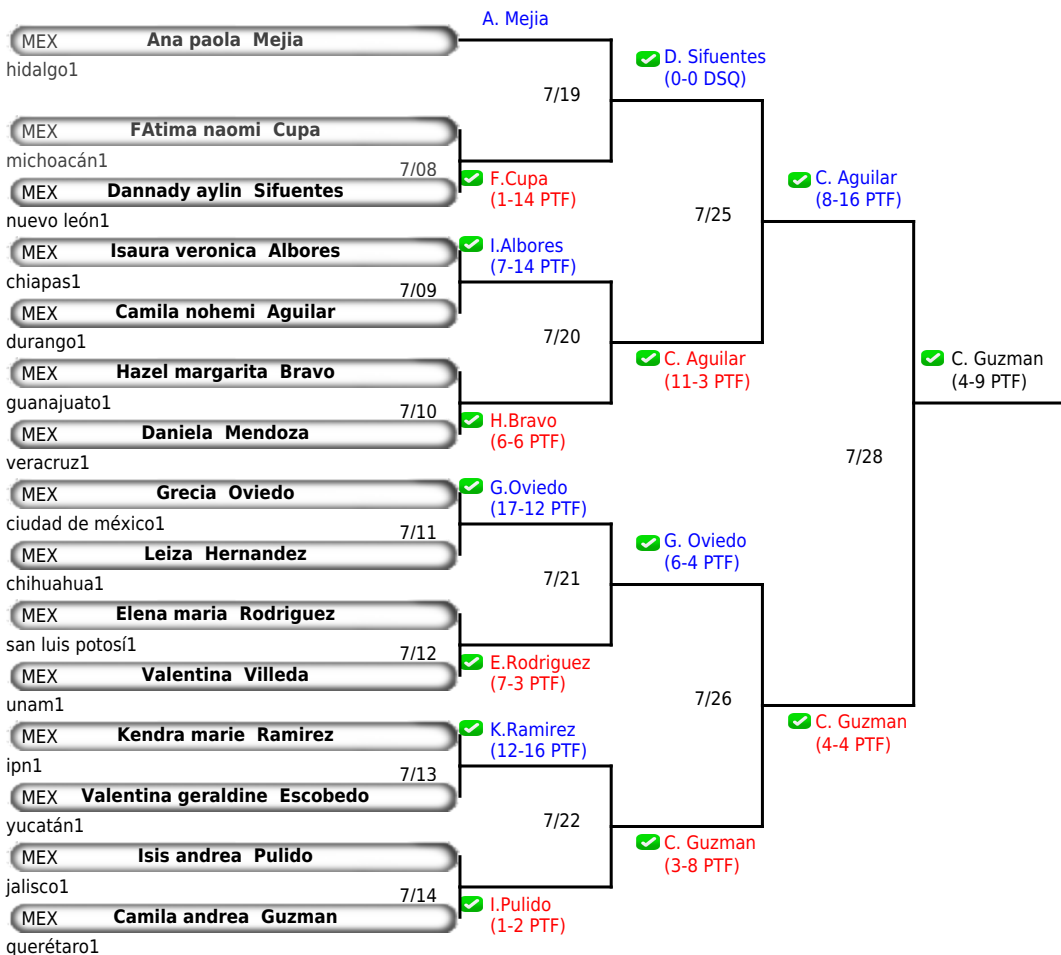 A. Mejia
MEX Ana paola Mejia
hidalgo1
D. Sifuentes
(0-0 DSQ)
7/19
MEX FAtima naomi Cupa
michoacán1
7/08
MEX Dannady aylin Sifuentes
nuevo león1
F.Cupa
(1-14 PTF)
C. Aguilar
(8-16 PTF)
7/25
MEX Isaura veronica Albores
chiapas1
I.Albores
(7-14 PTF)
7/09
MEX Camila nohemi Aguilar
durango1
7/20
C. Aguilar
(11-3 PTF)
C. Guzman
(4-9 PTF)
MEX Hazel margarita Bravo
guanajuato1
7/10
MEX Daniela Mendoza
veracruz1
H.Bravo
(6-6 PTF)
7/28
MEX Grecia Oviedo
ciudad de méxico1
G.Oviedo
(17-12 PTF)
7/11
MEX Leiza Hernandez
chihuahua1
G. Oviedo
(6-4 PTF)
7/21
MEX Elena maria Rodriguez
san luis potosí1
7/12
MEX Valentina Villeda
unam1
E.Rodriguez
(7-3 PTF)
7/26
C. Guzman
(4-4 PTF)
MEX Kendra marie Ramirez
ipn1
K.Ramirez
(12-16 PTF)
7/13
MEX Valentina geraldine Escobedo
yucatán1
7/22
C. Guzman
(3-8 PTF)
MEX Isis andrea Pulido
jalisco1
7/14
MEX Camila andrea Guzman
querétaro1
I.Pulido
(1-2 PTF)